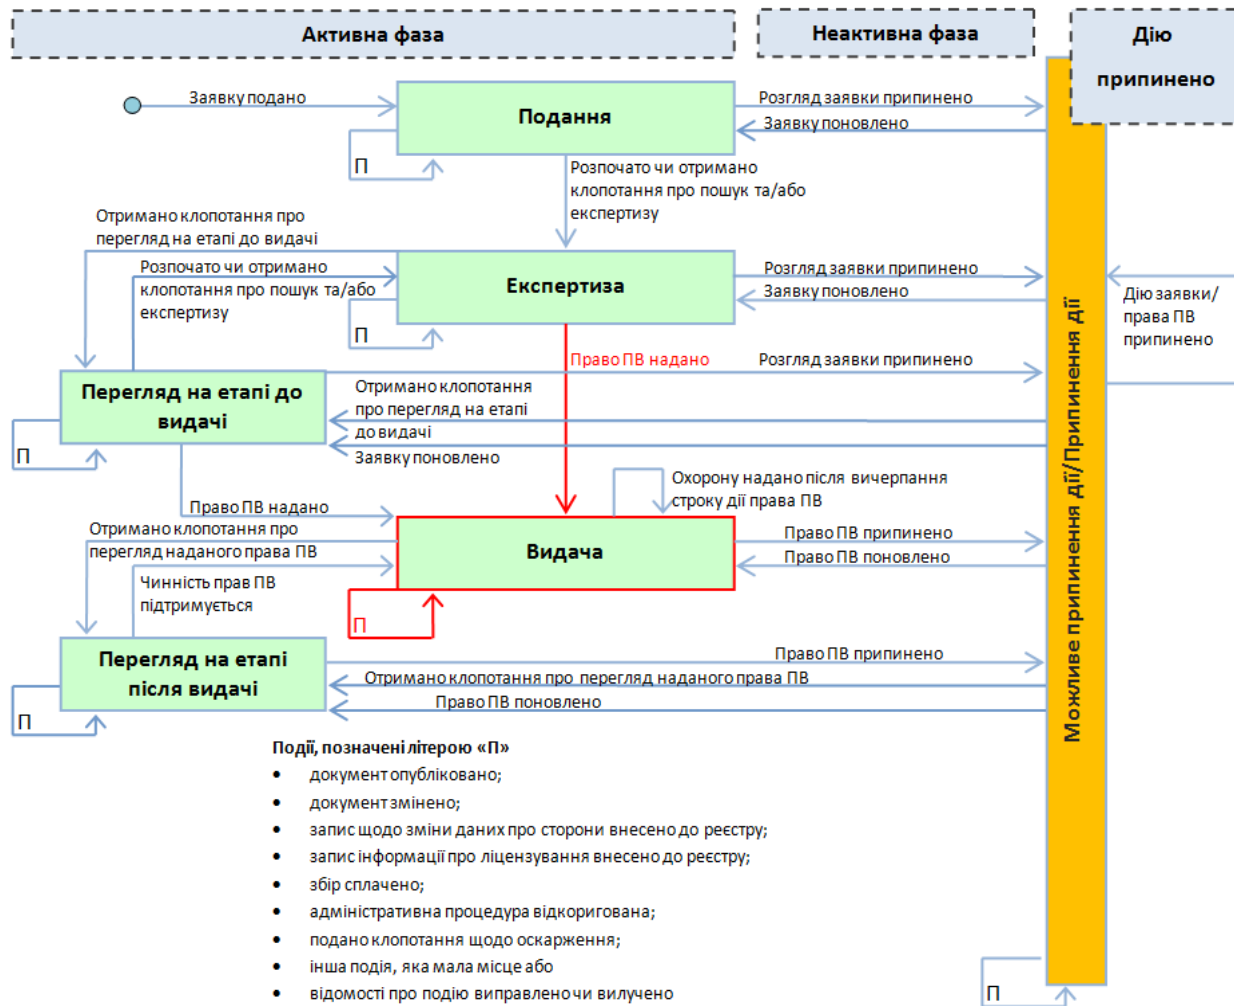 Активна фаза
Неактивна фаза
Дію
припинено
Заявку подано
Подання
Розгляд заявки припинено
Заявку поновлено
П
Розпочато чи отримано
клопотання про пошук та/або
експертизу
Отримано клопотання про
перегляд на етапі до видачі
Розпочато чи отримано
клопотання про пошук та/або
експертизу
Експертиза
Розгляд заявки припинено
Заявку поновлено
П
Дію заявки/
права ПВ
припинено
Право ПВ надано
Розгляд заявки припинено
Перегляд на етапі до
видачі
Отримано клопотання
про перегляд на етапі
до видачі
Заявку поновлено
П
Охорону надано після вичерпання
строку дії права ПВ
Право ПВ надано
Отримано клопотання про
перегляд наданого права ПВ
Видача
Право ПВ припинено
Право ПВ поновлено
Чинність прав ПВ
підтримується
П
Перегляд на етапі
після видачі
Право ПВ припинено
Отримано клопотання про перегляд наданого права ПВ
Право ПВ поновлено
П
Можливе припинення дії/Припинення дії
Події, позначені літерою «П»
• документ опубліковано;
• документ змінено;
• запис щодо зміни даних про сторони внесено до реєстру;
• запис інформації про ліцензування внесено до реєстру;
• збір сплачено;
• адміністративна процедура відкоригована;
• подано клопотання щодо оскарження;
• інша подія, яка мала місце або
• відомості про подію виправлено чи вилучено
П